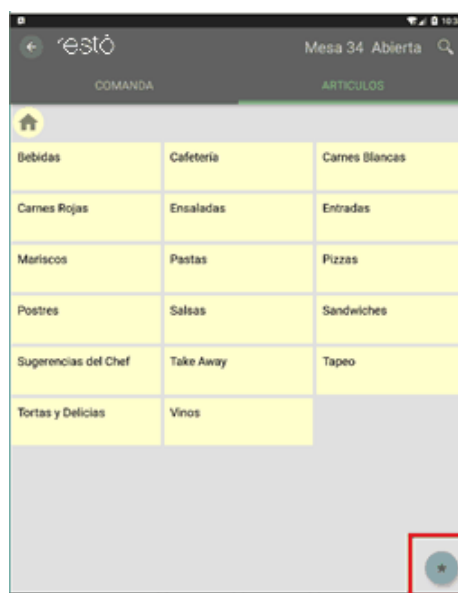 restó
Mesa 34 Abierta
COMANDA ARTICULOS
Bebidas Cafetería Carnes Blancas
Carnes Rojas Ensaladas Entradas
Mariscos Pastas Pizzas
Postres Salsas Sandwiches
Sugerencias del Chef Take Away Tapeo
Tortas y Delicias Vinos